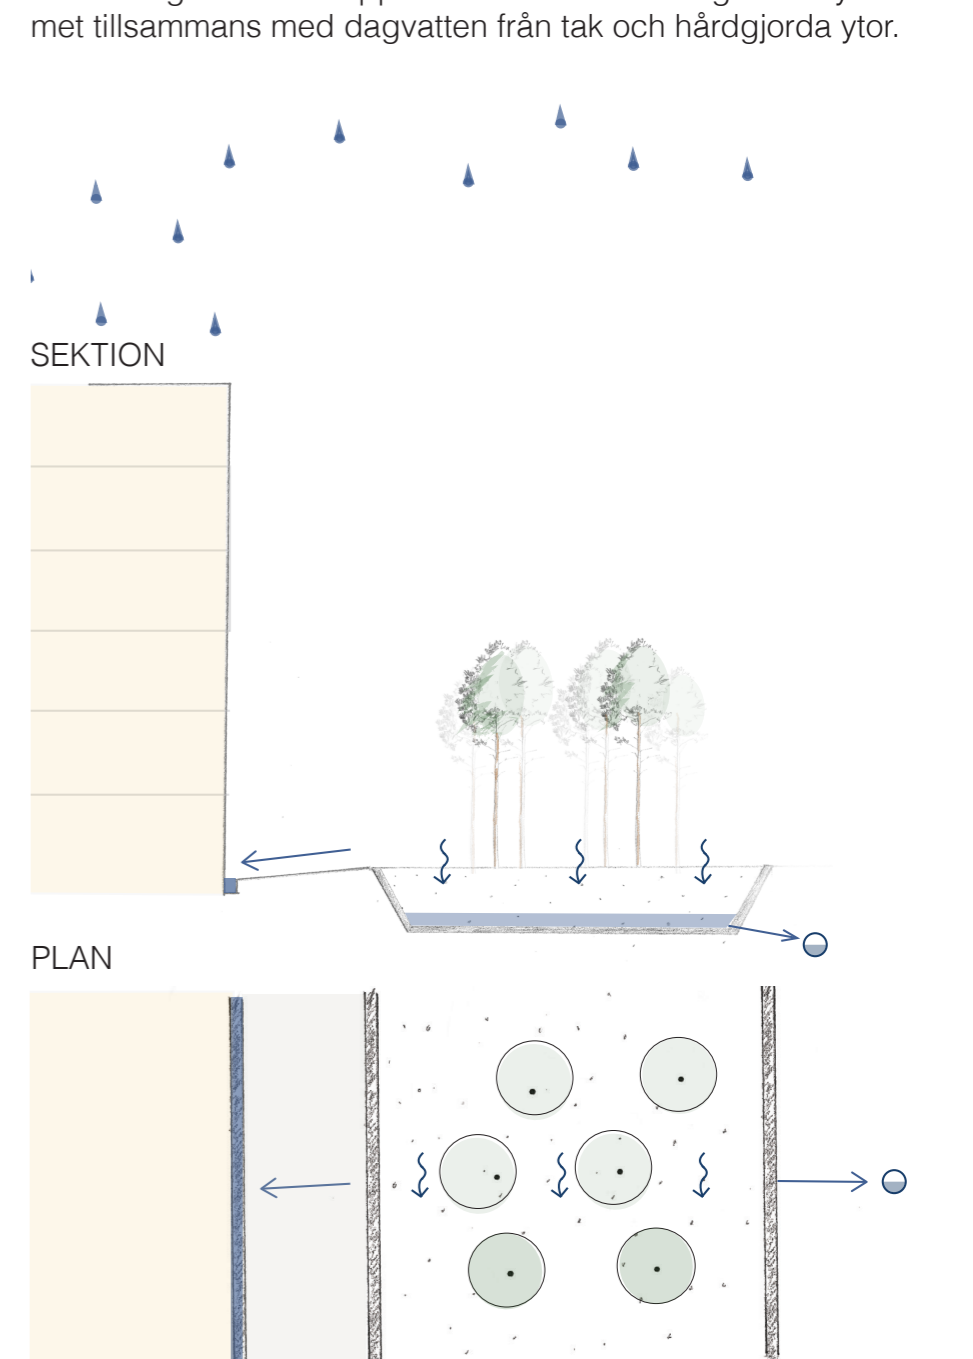 met tillsammans med dagvatten från tak och hårdgjorda ytor.
SEKTION
PLAN